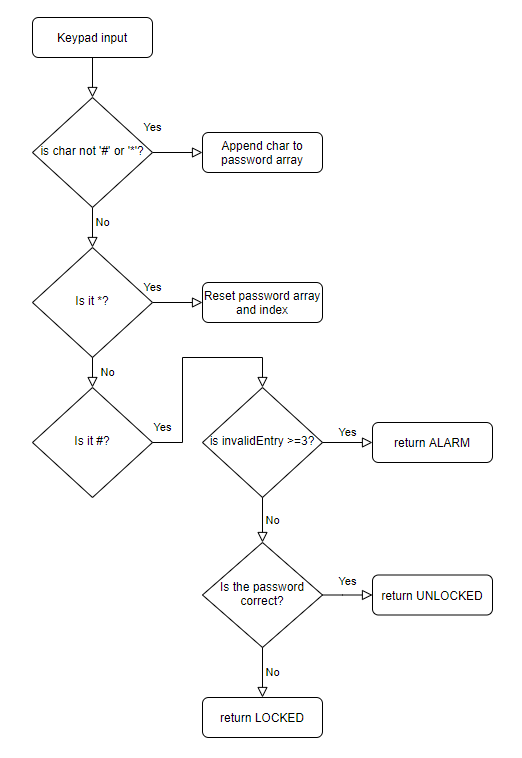 Keypad input
Yes
is char not '#' or '*'?
Append char to
password array
No
Yes
Is it *?
Reset password array
and index
No
Yes
Is it #?
is invalidEntry >=3?
Yes
return ALARM
No
Is the password
correct?
Yes
return UNLOCKED
No
return LOCKED